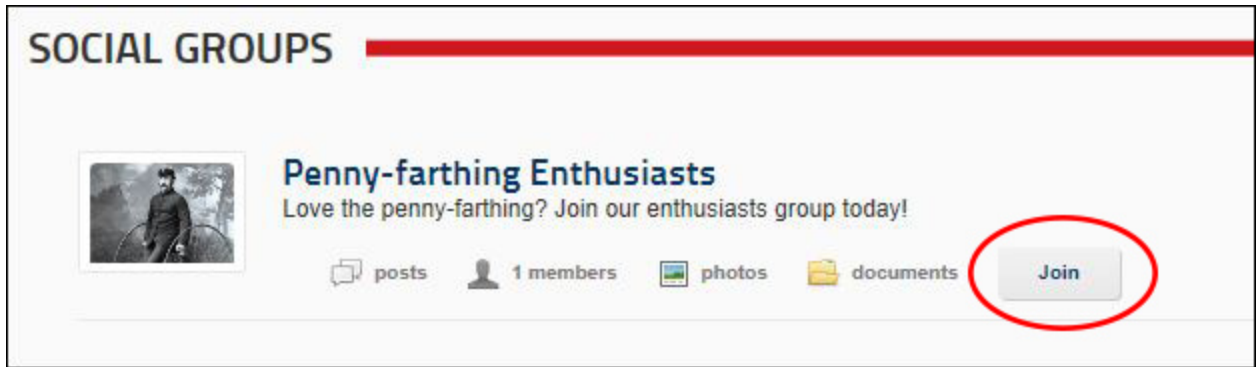 SOCIAL GROUPS
Penny-farthing Enthusiasts
Love the penny-farthing? Join our enthusiasts group today!
posts 1 members photos documents Join